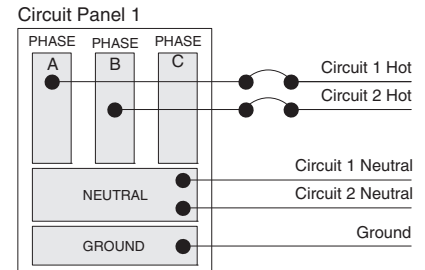 Circuit Panel 1
PHASE PHASE PHASE
A B C
Circuit 1 Hot
Circuit 2 Hot
Circuit 1 Neutral
NEUTRAL
Circuit 2 Neutral
Ground
GROUND